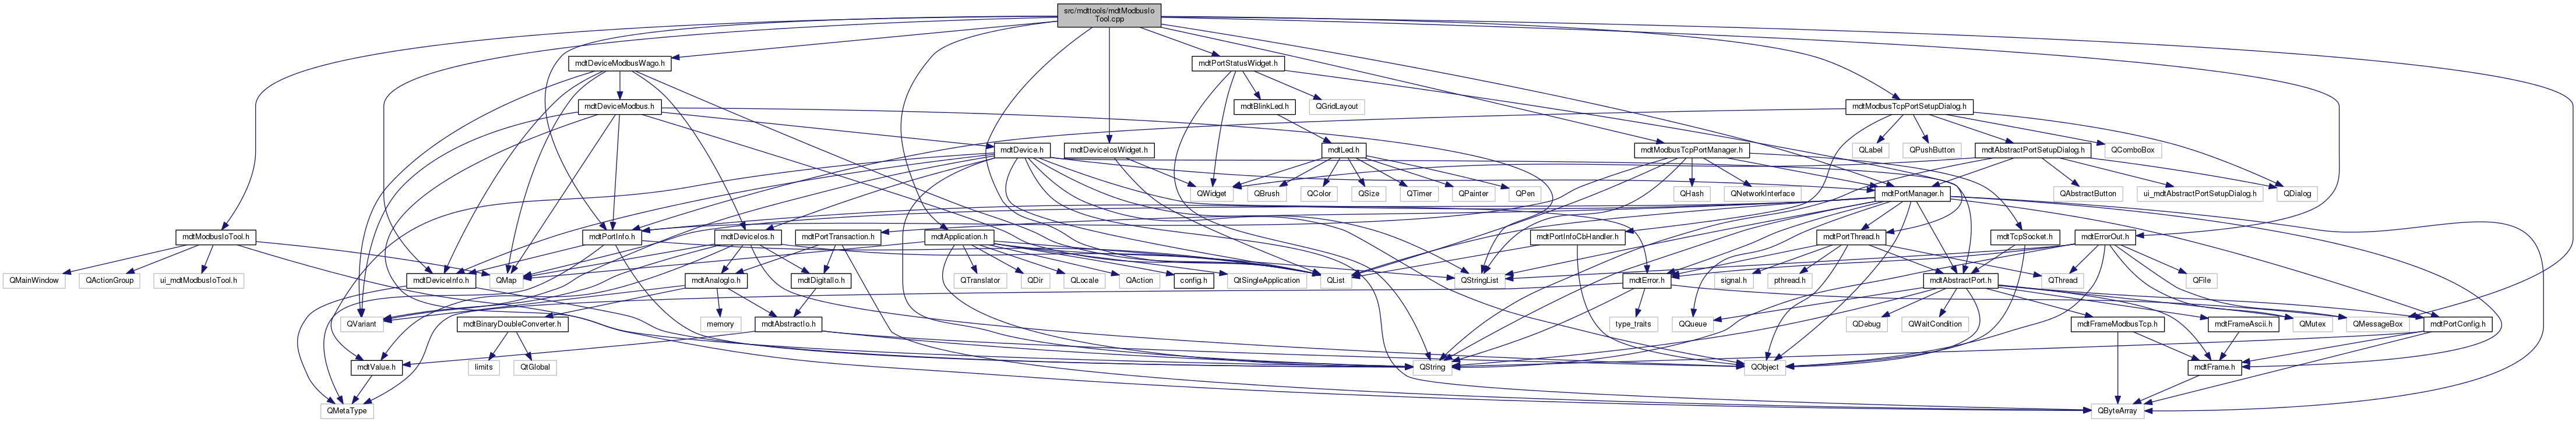 src/mdttools/mdtModbusIo
Tool.cpp
mdtDeviceModbusWago.h
mdtPortStatusWidget.h
mdtDeviceModbus.h
mdtBlinkLed.h
QGridLayout
mdtModbusTcpPortSetupDialog.h
mdtDevice.h
mdtDeviceIosWidget.h
mdtLed.h
mdtModbusTcpPortManager.h
QLabel
QPushButton
mdtAbstractPortSetupDialog.h
QComboBox
QWidget
QBrush
QColor
QSize
QTimer
QPainter
QPen
QHash
QNetworkInterface
mdtPortManager.h
QAbstractButton
ui_mdtAbstractPortSetupDialog.h
QDialog
mdtModbusIoTool.h
mdtPortInfo.h
mdtDeviceIos.h
mdtPortTransaction.h
mdtApplication.h
mdtPortInfoCbHandler.h
mdtPortThread.h
mdtTcpSocket.h
mdtErrorOut.h
QMainWindow
QActionGroup
ui_mdtModbusIoTool.h
mdtDeviceInfo.h
QMap
mdtAnalogIo.h
mdtDigitalIo.h
QTranslator
QDir
QLocale
QAction
config.h
QtSingleApplication
QList
QStringList
mdtError.h
signal.h
pthread.h
mdtAbstractPort.h
QThread
QFile
QVariant
mdtBinaryDoubleConverter.h
memory
mdtAbstractIo.h
type_traits
QQueue
QDebug
QWaitCondition
mdtFrameModbusTcp.h
mdtFrameAscii.h
QMutex
QMessageBox
mdtPortConfig.h
mdtValue.h
limits
QtGlobal
QString
QObject
mdtFrame.h
QMetaType
QByteArray